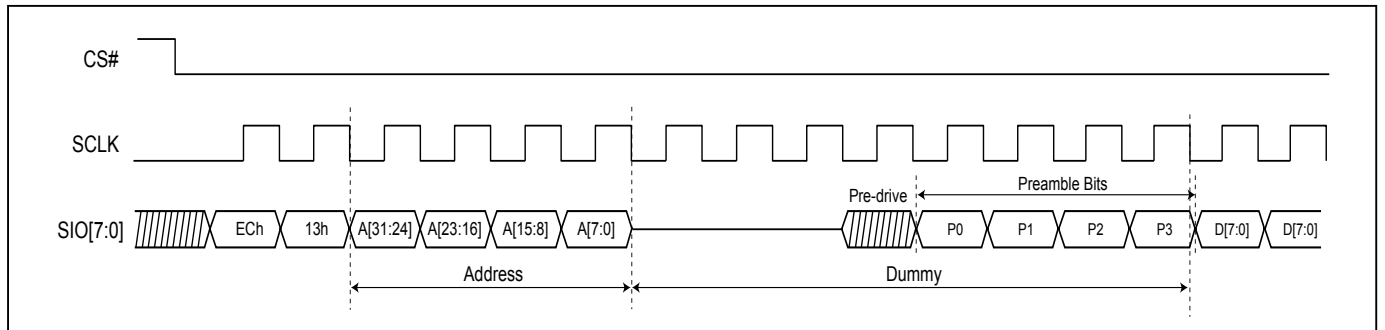 CS#
SCLK
Pre-drive Preamble Bits
SIO[7:0] ECh 13h A[31:24] A[23:16] A[15:8] A[7:0] P0 P1 P2 P3 D[7:0] D[7:0]
Address Dummy